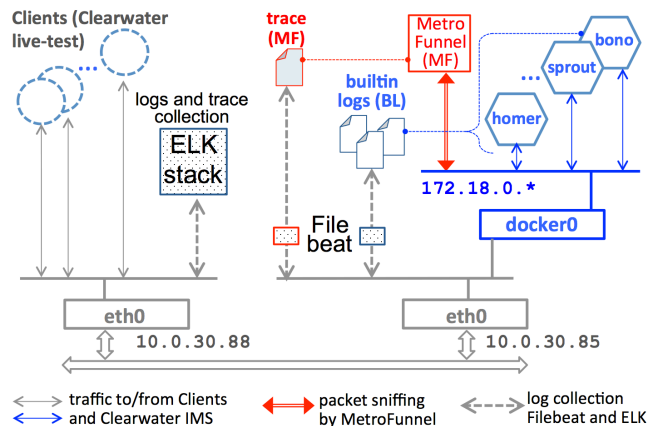 Clients (Clearwater
live-test)
...
logs and trace
collection
ELK
stack
trace
(MF)
Metro
Funnel
(MF)
builtin
logs (BL)
...
bono
sprout
homer
172.18.0.*
docker0
File
beat
eth0
10.0.30.88
eth0
10.0.30.85
traffic to/from Clients
and Clearwater IMS
packet sniffing
by MetroFunnel
log collection
Filebeat and ELK